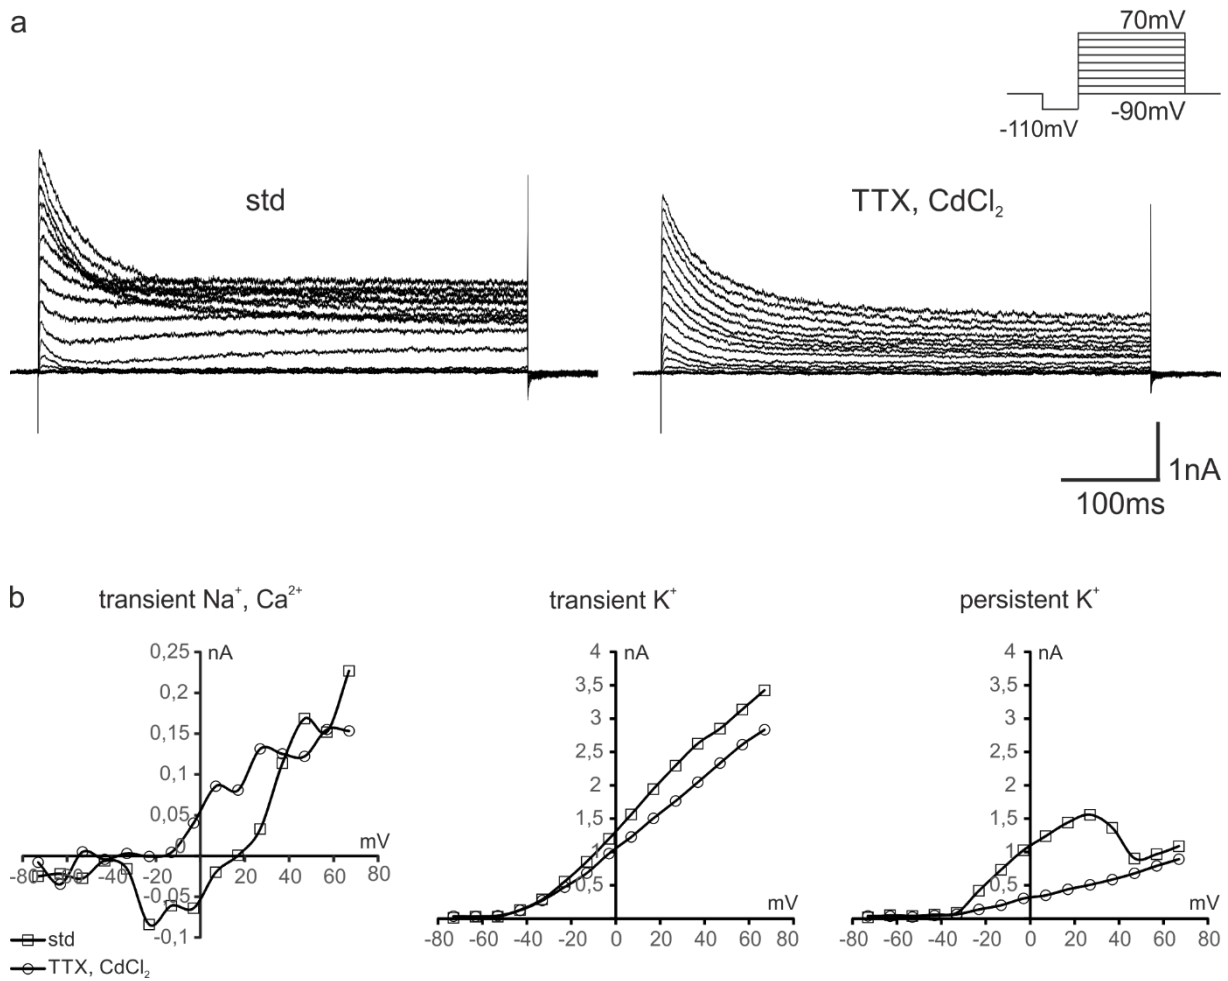 a
70mV
-90mV
-110mV
std
TTX, CdCl₂
1nA
100ms
b
transient Na⁺, Ca²⁺
transient K⁺
persistent K⁺
0,25
nA
0,2
0,15
0,1
0,05
0
-0,05
-0,1
mV
-80 -60 -40 -20 0 20 40 60 80
4
nA
3,5
3
2,5
2
1,5
1
0,5
mV
-80 -60 -40 -20 0 20 40 60 80
4
nA
3,5
3
2,5
2
1,5
1
0,5
mV
-80 -60 -40 -20 0 20 40 60 80
std
TTX, CdCl₂